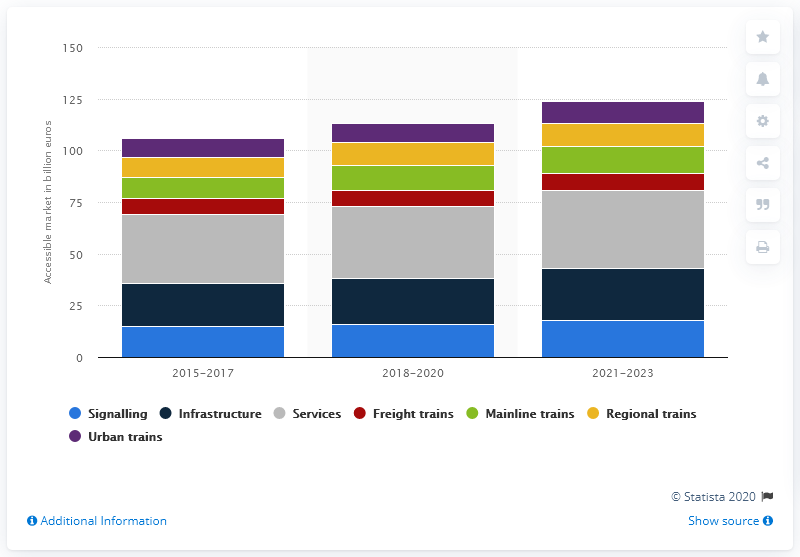 150
125
100
75
50
25
0
Accessible market in billion euros
2015-2017 2018-2020 2021-2023
Signalling Infrastructure Services Freight trains Mainline trains Regional trains
Urban trains
© Statista 2020
Additional Information Show source